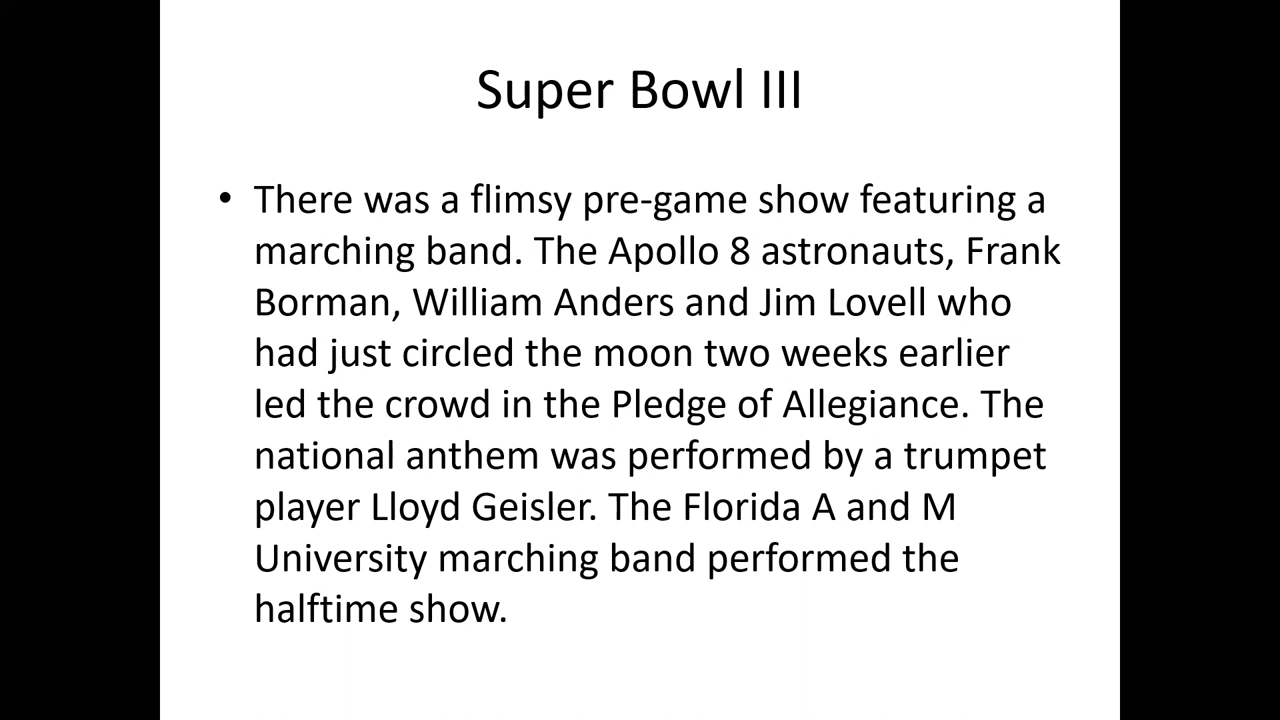 Super Bowl III
• There was a flimsy pre-game show featuring a
marching band. The Apollo 8 astronauts, Frank
Borman, William Anders and Jim Lovell who
had just circled the moon two weeks earlier
led the crowd in the Pledge of Allegiance. The
national anthem was performed by a trumpet
player Lloyd Geisler. The Florida A and M
University marching band performed the
halftime show.